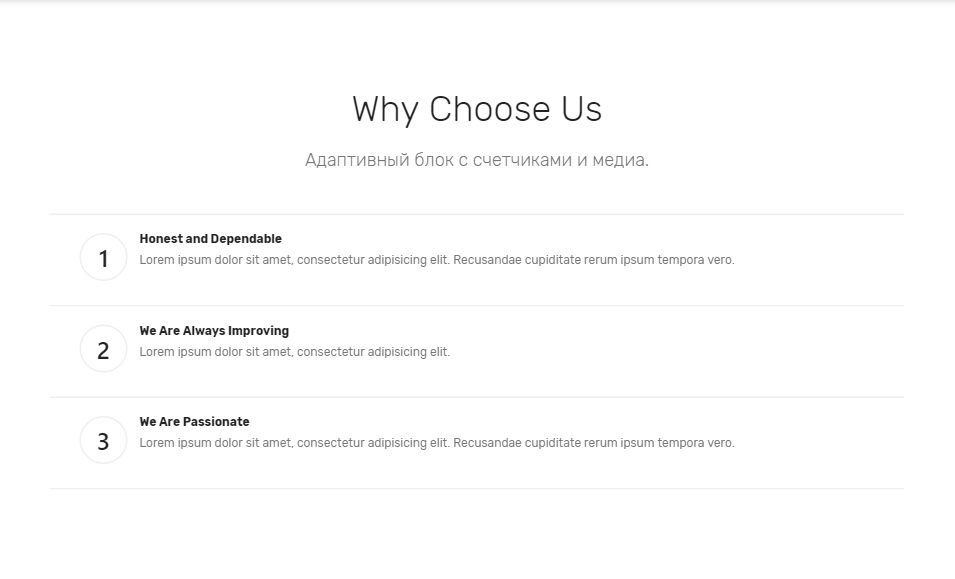 Why Choose Us
Адаптивный блок с счетчиками и медиа.
1
Honest and Dependable
Lorem ipsum dolor sit amet, consectetur adipisicing elit. Recusandae cupiditate rerum ipsum tempora vero.
2
We Are Always Improving
Lorem ipsum dolor sit amet, consectetur adipisicing elit.
3
We Are Passionate
Lorem ipsum dolor sit amet, consectetur adipisicing elit. Recusandae cupiditate rerum ipsum tempora vero.